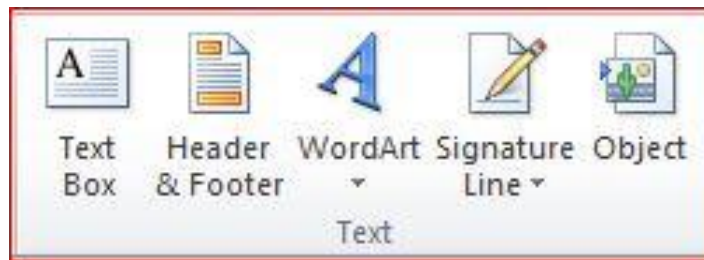 A
Text Header WordArt Signature Object
Box & Footer Line
Text